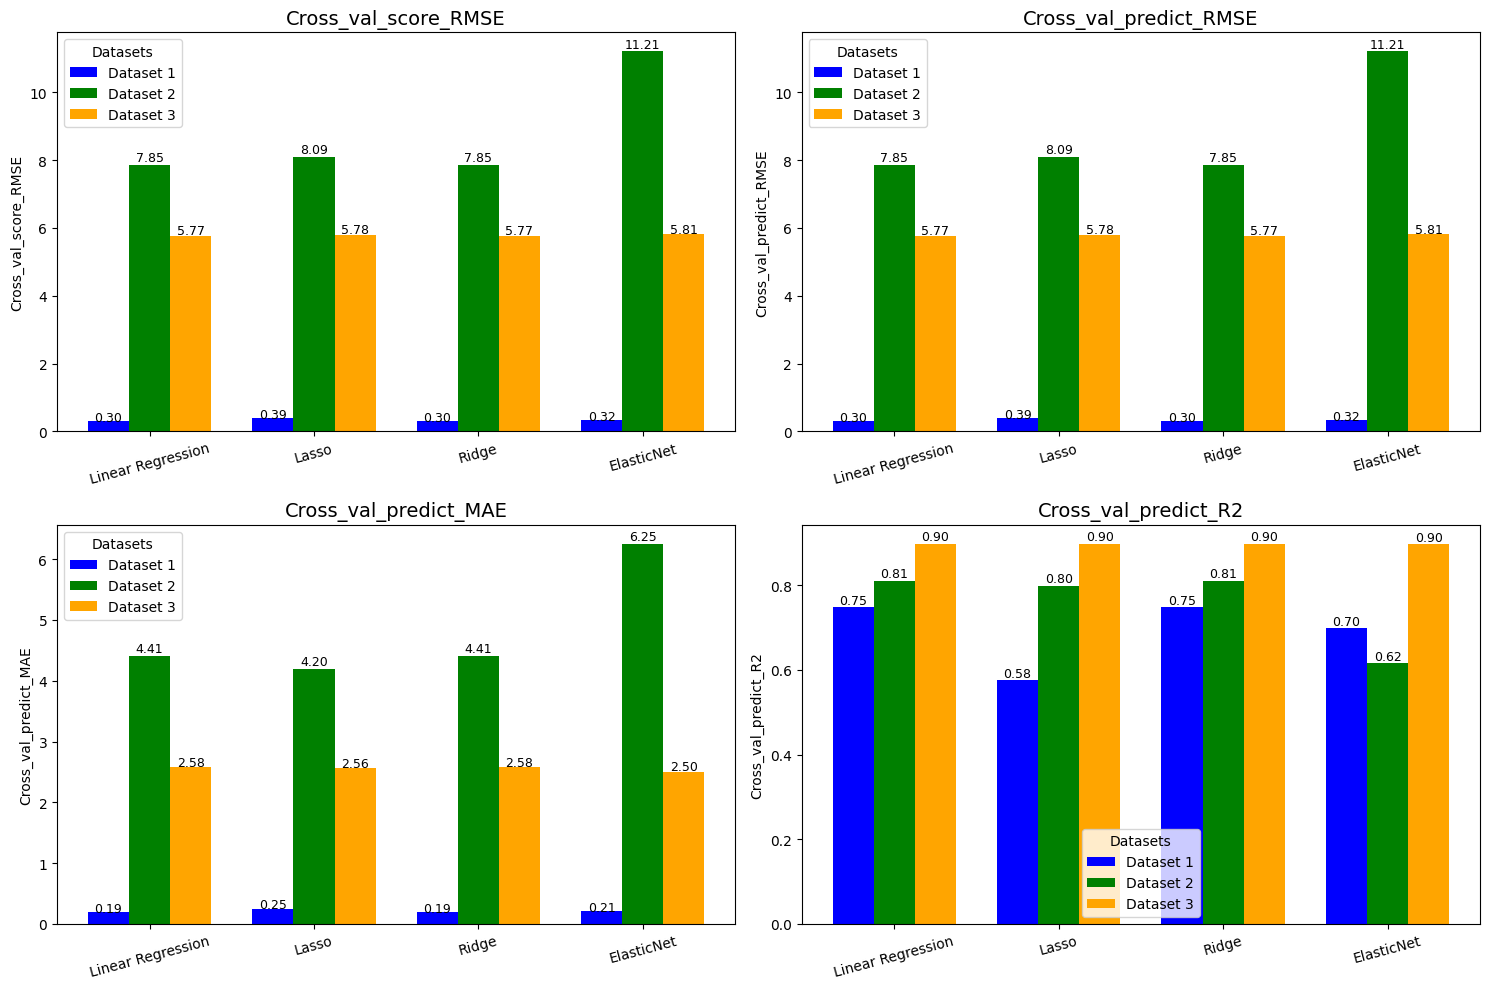 Cross_val_score_RMSE
Cross_val_score_RMSE
10
8
6
4
2
0
Datasets
Dataset 1
Dataset 2
Dataset 3
0.30
7.85
5.77
0.39
8.09
5.78
0.30
7.85
5.77
0.32
11.21
5.81
Linear Regression
Lasso
Ridge
ElasticNet
Cross_val_predict_RMSE
Cross_val_predict_RMSE
10
8
6
4
2
0
Datasets
Dataset 1
Dataset 2
Dataset 3
0.30
7.85
5.77
0.39
8.09
5.78
0.30
7.85
5.77
0.32
11.21
5.81
Linear Regression
Lasso
Ridge
ElasticNet
Cross_val_predict_MAE
Cross_val_predict_MAE
6
5
4
3
2
1
0
Datasets
Dataset 1
Dataset 2
Dataset 3
0.19
4.41
2.58
0.25
4.20
2.56
0.19
4.41
2.58
0.21
6.25
2.50
Linear Regression
Lasso
Ridge
ElasticNet
Cross_val_predict_R2
Cross_val_predict_R2
0.8
0.6
0.4
0.2
0.0
0.75
0.81
0.90
0.58
0.80
0.90
0.75
0.81
0.90
0.70
0.62
0.90
Datasets
Dataset 1
Dataset 2
Dataset 3
Linear Regression
Lasso
Ridge
ElasticNet